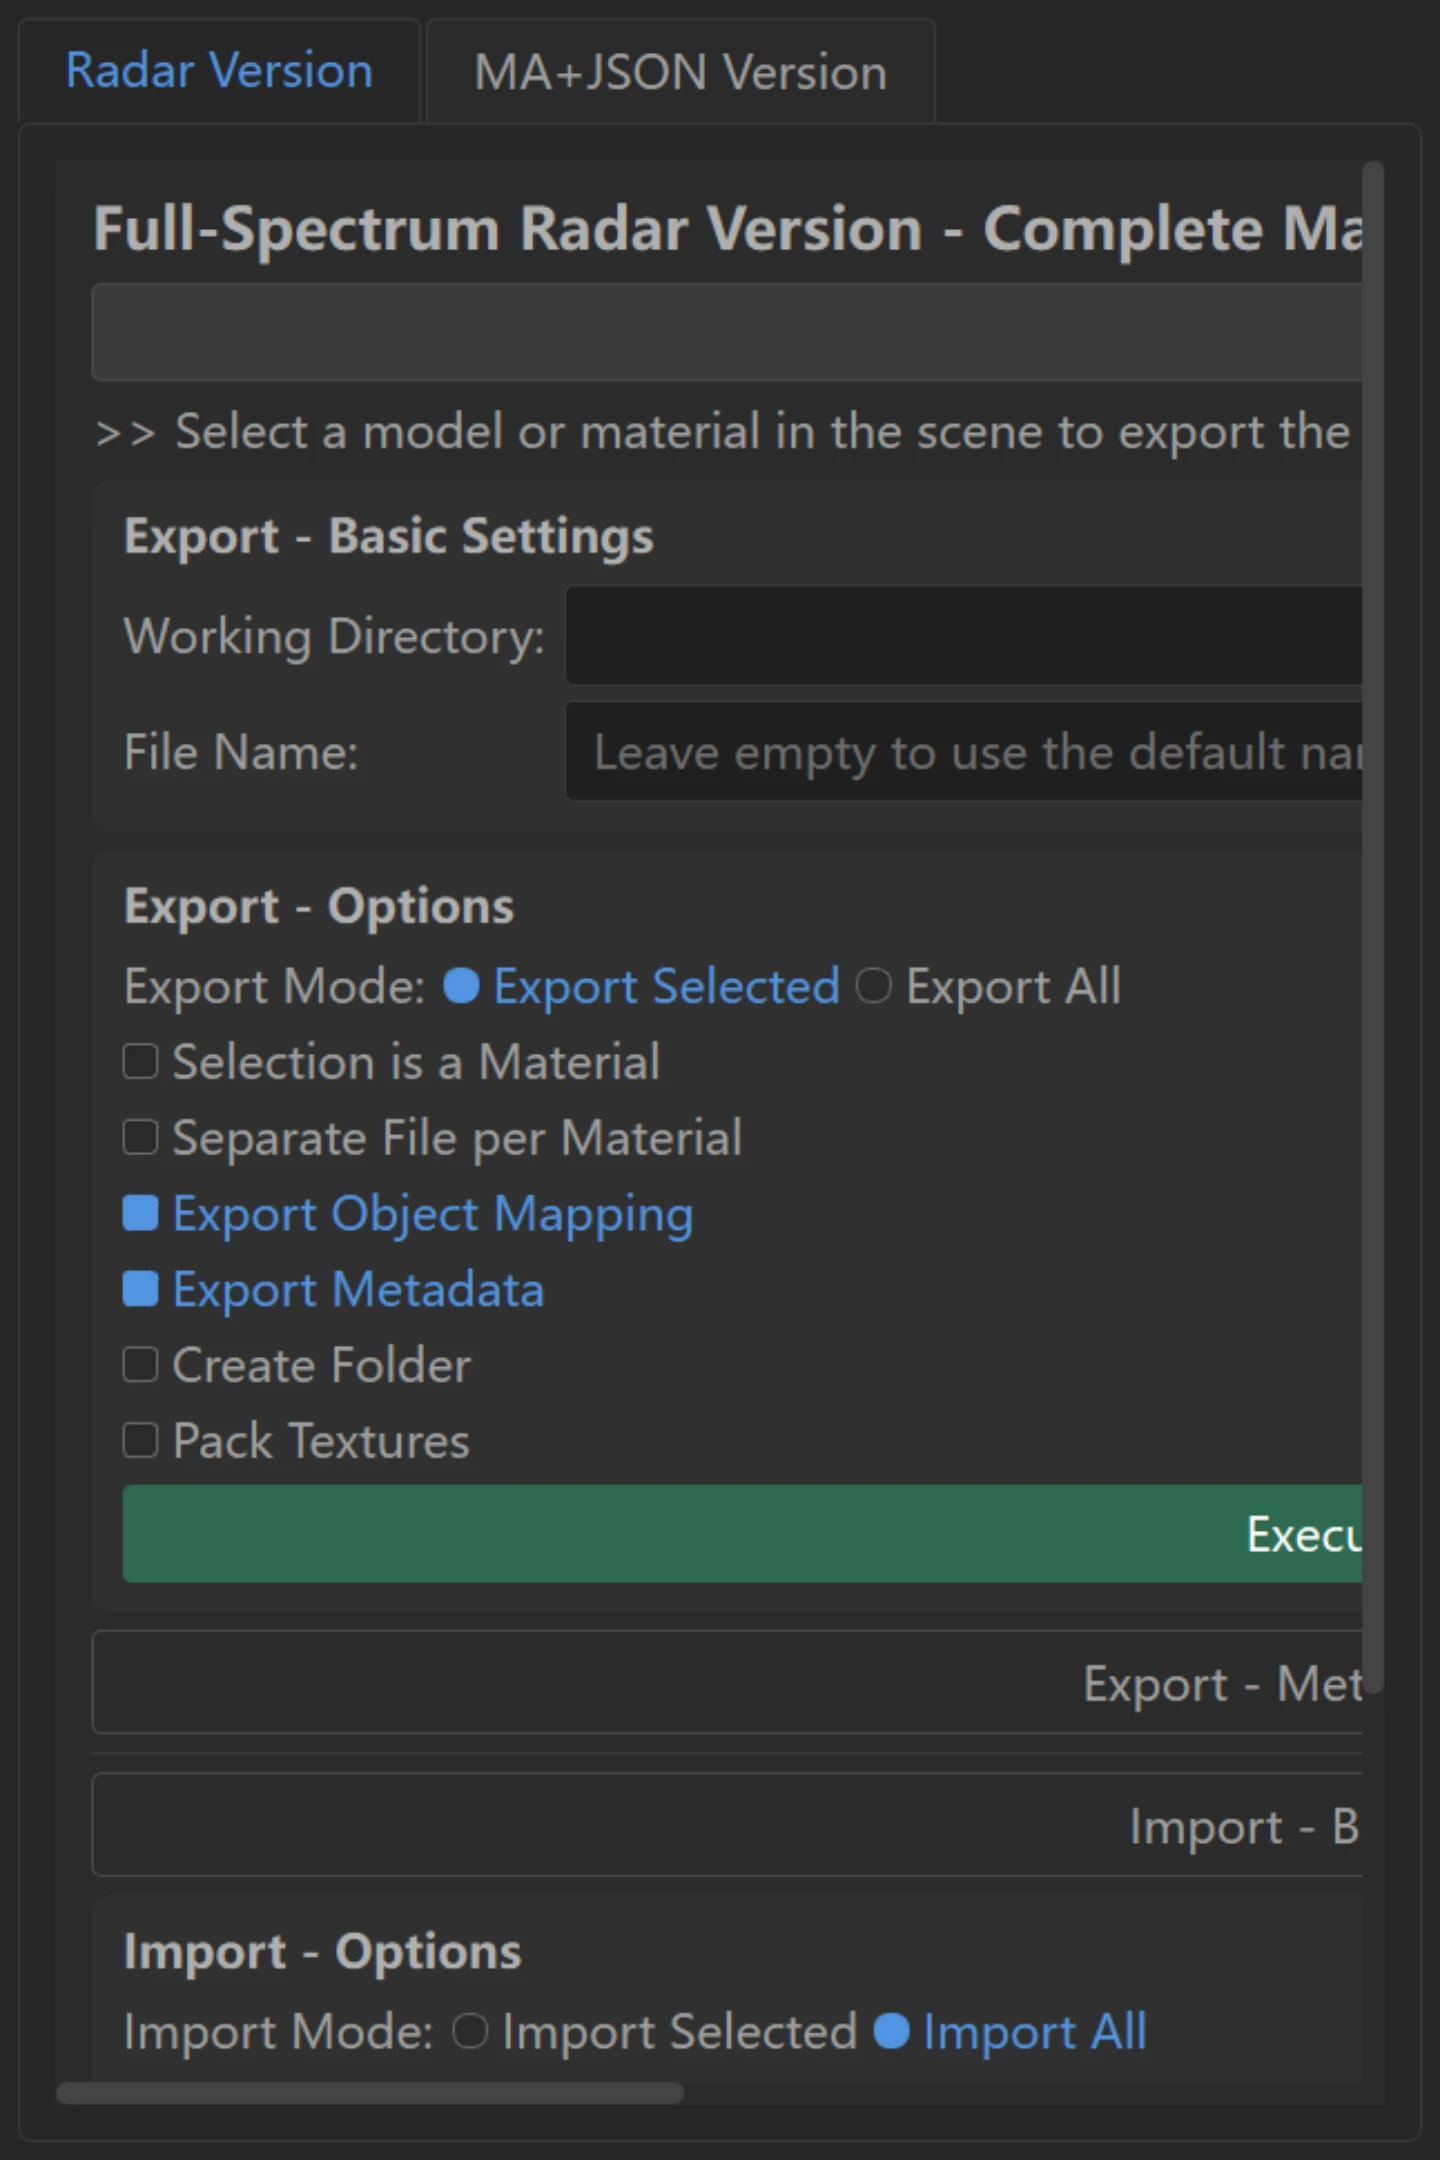 Radar Version
MA+JSON Version
Full-Spectrum Radar Version - Complete Ma
>> Select a model or material in the scene to export the
Export - Basic Settings
Working Directory:
File Name: Leave empty to use the default nar
Export - Options
Export Mode: Export Selected Export All
Selection is a Material
Separate File per Material
Export Object Mapping
Export Metadata
Create Folder
Pack Textures
Execu
Export - Met
Import - B
Import - Options
Import Mode: Import Selected Import All